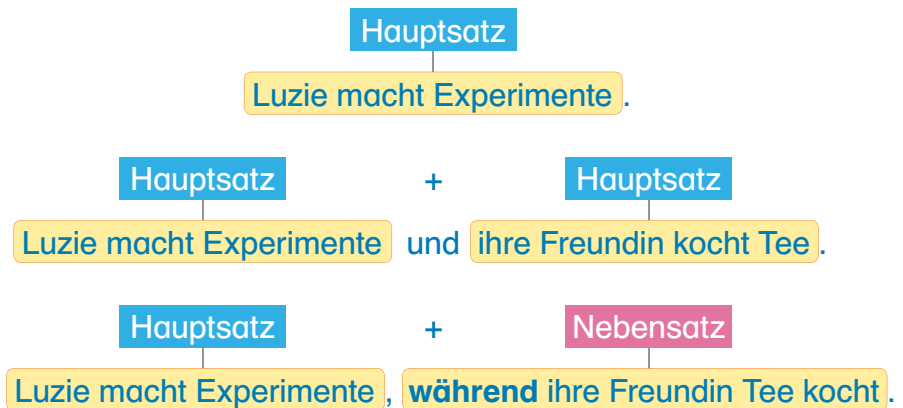 Hauptsatz
Luzie macht Experimente.
Hauptsatz + Hauptsatz
Luzie macht Experimente und ihre Freundin kocht Tee.
Hauptsatz + Nebensatz
Luzie macht Experimente, während ihre Freundin Tee kocht.